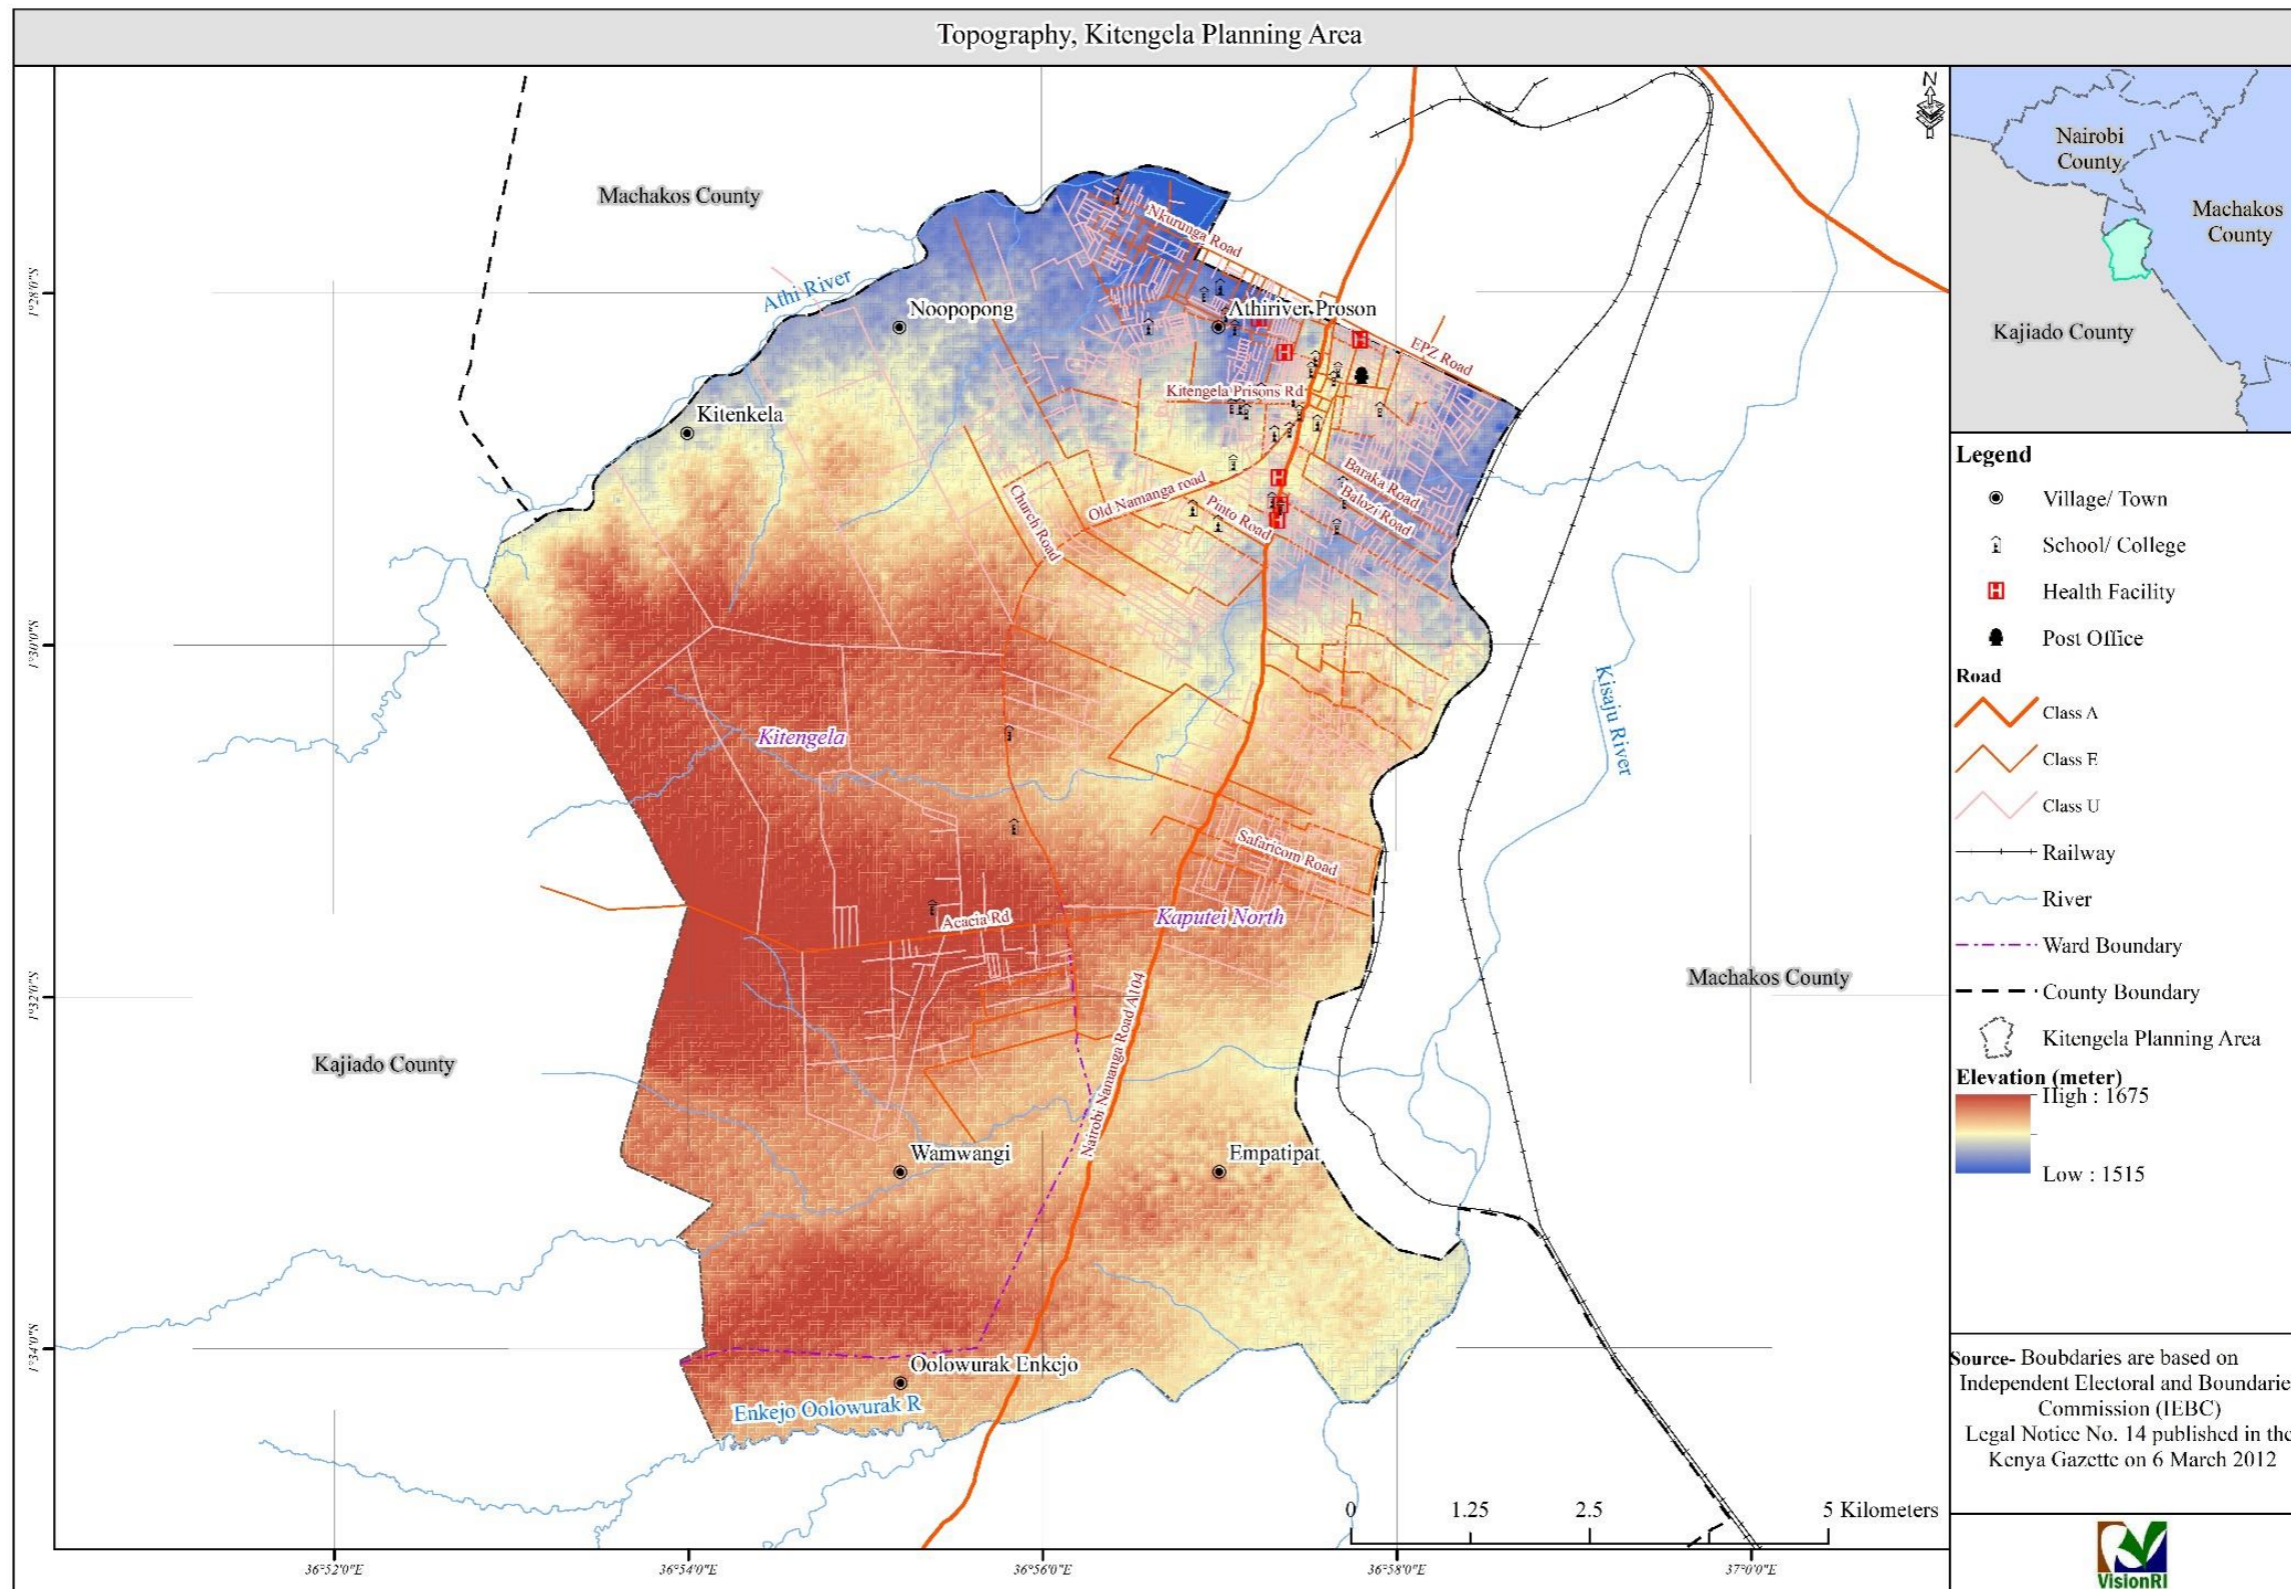 Topography, Kitengela Planning Area
N
Machakos County
Nkurunga Road
Athi River
Noopopong
Athiriver Proson
EPZ Road
Kitengela Prisons Rd
Kitenkela
Old Namanga road
Church Road
Pinto Road
Baraka Road
Balozi Road
Kisaju River
Kitengela
Safaricom Road
Acacia Rd
Kaputei North
Machakos County
Kajiado County
Nairobi Namanga Road A104
Wamwangi
Empatipat
Oolowurak Enkejo
Enkejo Oolowurak R
0 1.25 2.5 5 Kilometers
1°28'0"S
1°30'0"S
1°32'0"S
1°34'0"S
36°52'0"E 36°54'0"E 36°56'0"E 36°58'0"E 37°0'0"E
Nairobi
County
Machakos
County
Kajiado County
Legend
Village/ Town
School/ College
H Health Facility
Post Office
Road
Class A
Class E
Class U
Railway
River
Ward Boundary
County Boundary
Kitengela Planning Area
Elevation (meter)
High : 1675
Low : 1515
Source- Boubdaries are based on
Independent Electoral and Boundarie
Commission (IEBC)
Legal Notice No. 14 published in the
Kenya Gazette on 6 March 2012
VisionRI